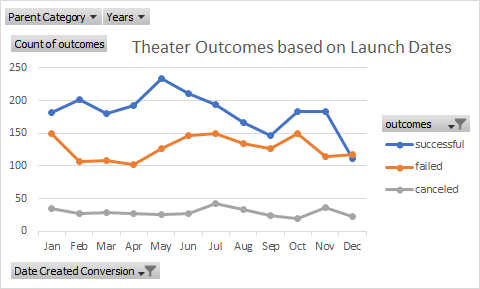 Parent Category Years
Count of outcomes
Theater Outcomes based on Launch Dates
250
200
150
100
50
0
Jan Feb Mar Apr May Jun Jul Aug Sep Oct Nov Dec
outcomes
successful
failed
canceled
Date Created Conversion